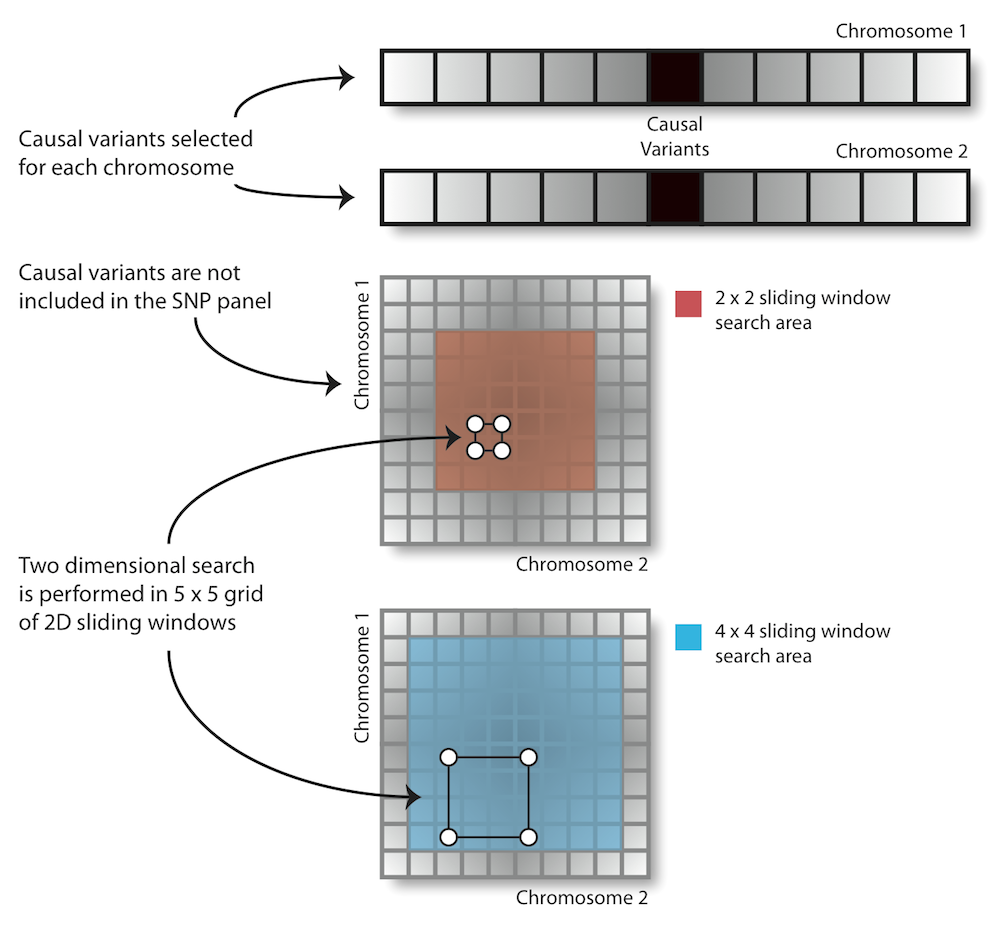 Chromosome 1
Causal variants selected
for each chromosome
Causal
Variants
Chromosome 2
Causal variants are not
included in the SNP panel
Chromosome 1
2 x 2 sliding window
search area
Chromosome 2
Two dimensional search
is performed in 5 x 5 grid
of 2D sliding windows
Chromosome 1
4 x 4 sliding window
search area
Chromosome 2